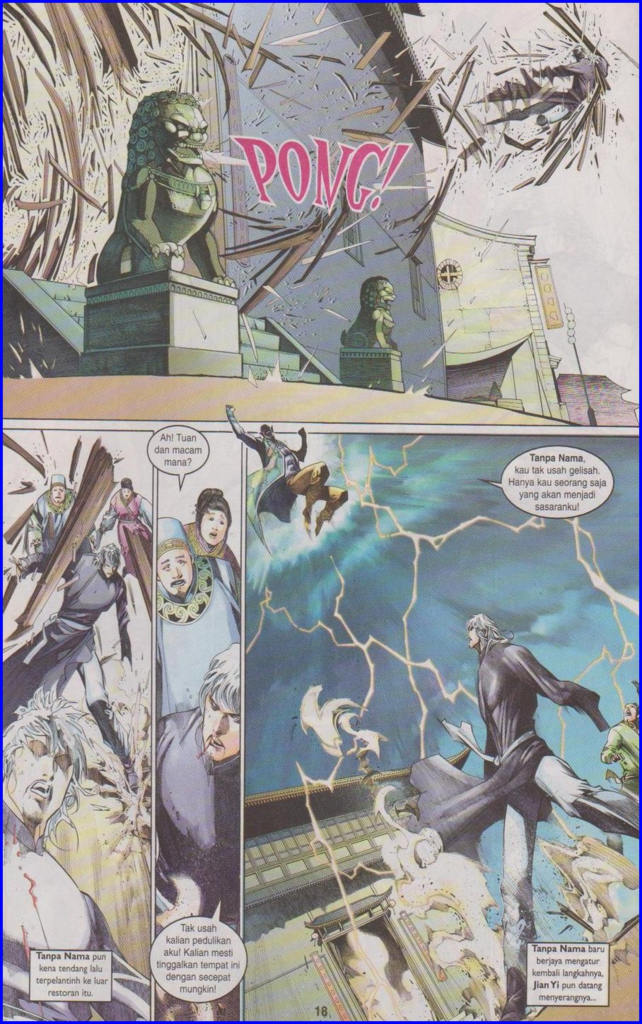 PONG!
Tanpa Nama pun
kena tendang lalu
terpelantinh ke luar
restoran itu.
Ah! Tuan
dan macam
mana?
Tak usah
kalian pedulikan
aku! Kalian mesti
tinggalkan tempat ini
dengan secepat
mungkin!
Tanpa Nama,
kau tak usah gelisah.
Hanya kau seorang saja
yang akan menjadi
sasaranku!
Tanpa Nama baru
berjaya mengatur
kembali langkahnya,
Jian Yi pun datang
menyerangnya...
18